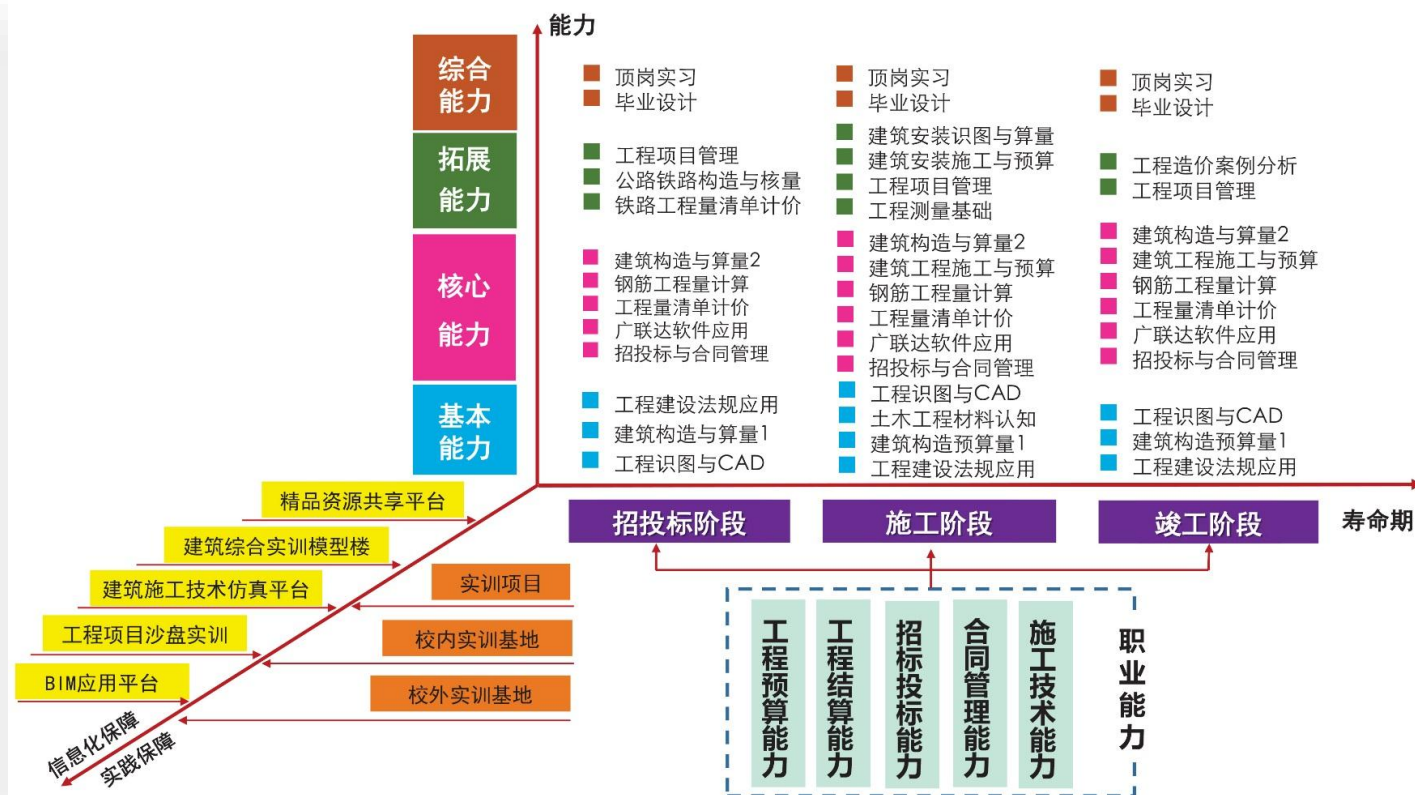 能力
综合
能力
拓展
能力
核心
能力
基本
能力
顶岗实习
毕业设计
工程项目管理
公路铁路构造与核量
铁路工程量清单计价
建筑构造与算量2
钢筋工程量计算
工程量清单计价
广联达软件应用
招投标与合同管理
工程建设法规应用
建筑构造与算量1
工程识图与CAD
顶岗实习
毕业设计
建筑安装识图与算量
建筑安装施工与预算
工程项目管理
工程测量基础
建筑构造与算量2
建筑工程施工与预算
钢筋工程量计算
工程量清单计价
广联达软件应用
招投标与合同管理
工程识图与CAD
土木工程材料认知
建筑构造预算量1
工程建设法规应用
顶岗实习
毕业设计
工程造价案例分析
工程项目管理
建筑构造与算量2
建筑工程施工与预算
钢筋工程量计算
工程量清单计价
广联达软件应用
招投标与合同管理
工程识图与CAD
建筑构造预算量1
工程建设法规应用
招投标阶段
施工阶段
竣工阶段
寿命期
精品资源共享平台
建筑综合实训模型楼
建筑施工技术仿真平台
工程项目沙盘实训
BIM应用平台
实训项目
校内实训基地
校外实训基地
信息化保障
实践保障
工程预算能力
工程结算能力
招标投标能力
合同管理能力
施工技术能力
职业能力